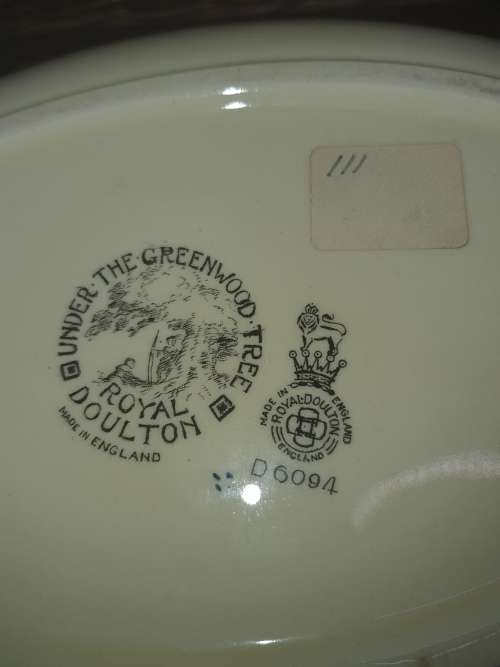 111
UNDER·THE·GREENWOOD·TREE
ROYAL
DOULTON
MADE IN ENGLAND
MADE IN ENGLAND
ROYAL·DOULTON
ENGLAND
D6094